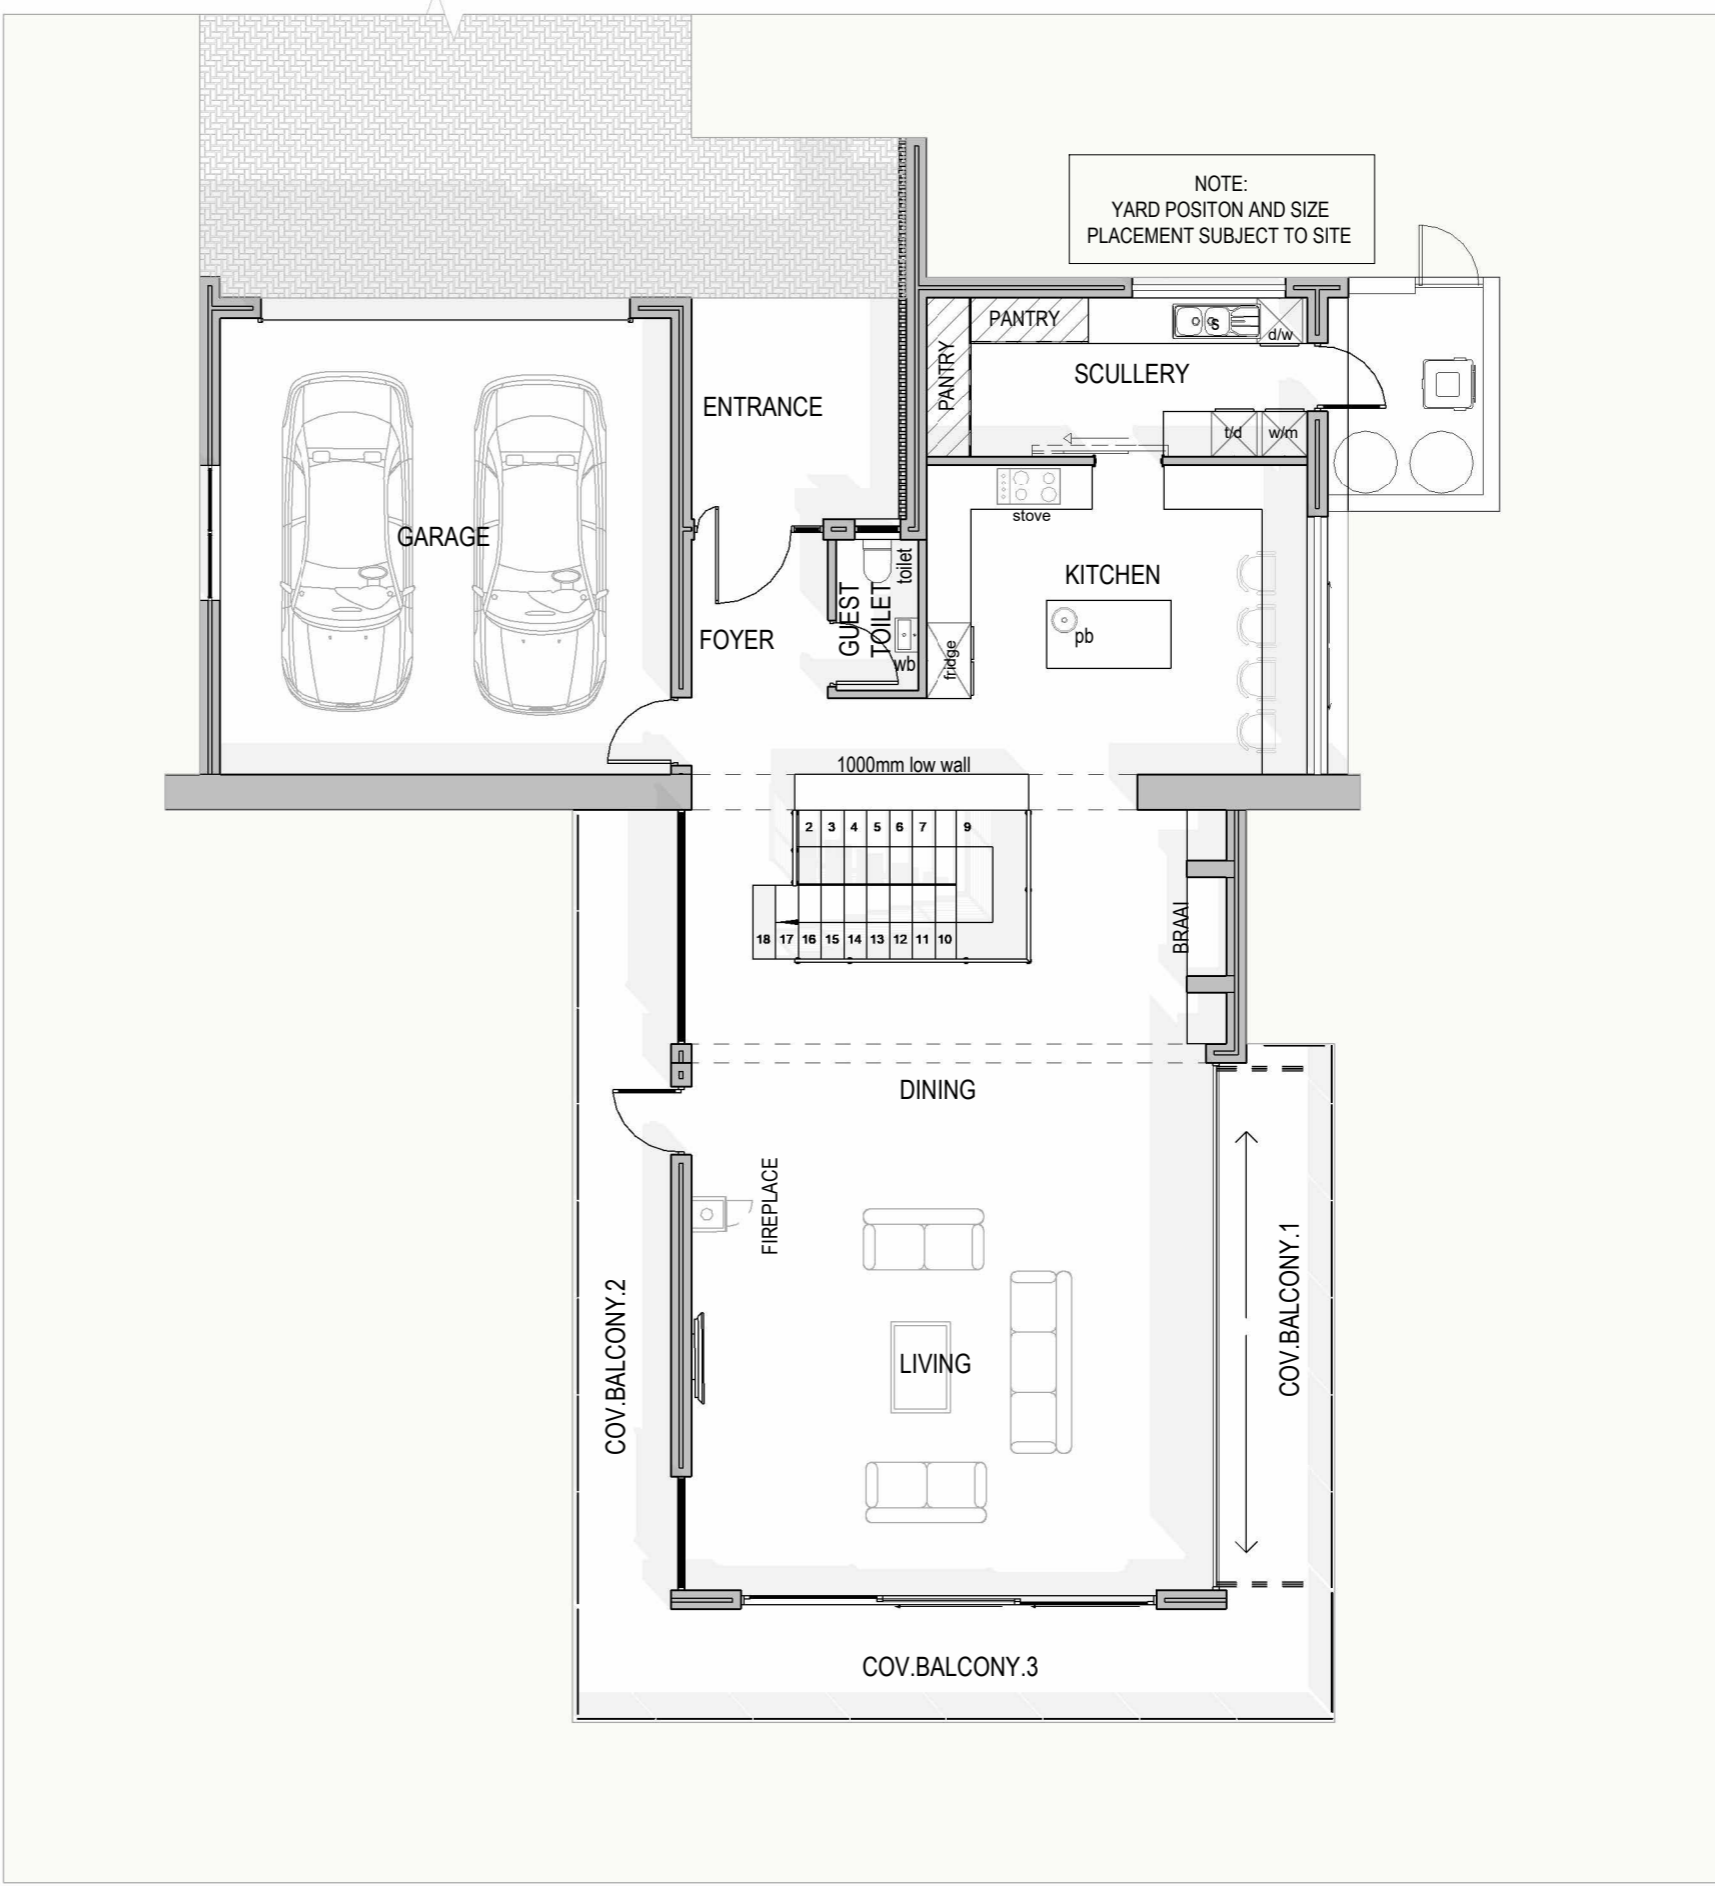 NOTE:
YARD POSITON AND SIZE
PLACEMENT SUBJECT TO SITE
PANTRY
S
d/w
PANTRY
SCULLERY
ENTRANCE
t/d
w/m
stove
GARAGE
KITCHEN
toilet
GUEST
TOILET
FOYER
pb
wb
fridge
1000mm low wall
2 3 4 5 6 7 9
18 17 16 15 14 13 12 11 10
BRAAI
DINING
FIREPLACE
COV.BALCONY.1
COV.BALCONY.2
LIVING
COV.BALCONY.3